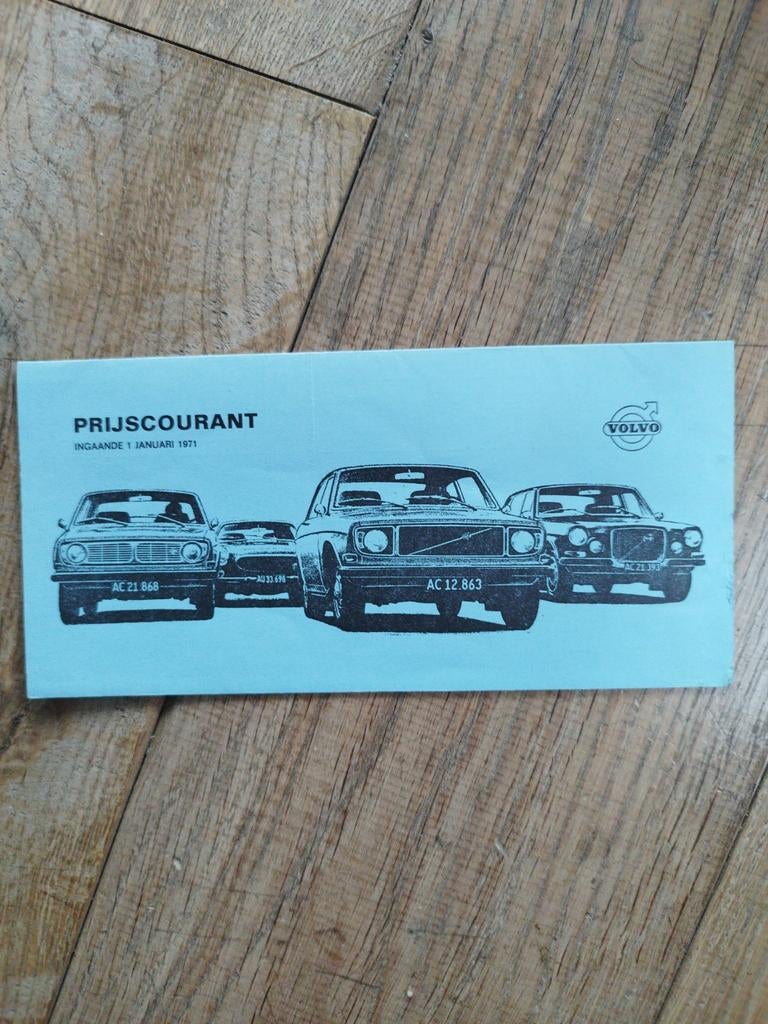 PRIJSCOURANT
INGAANDE 1 JANUARI 1971
VOLVO
AC 21 868
AU 33.698
AC 12.863
AC 21 393